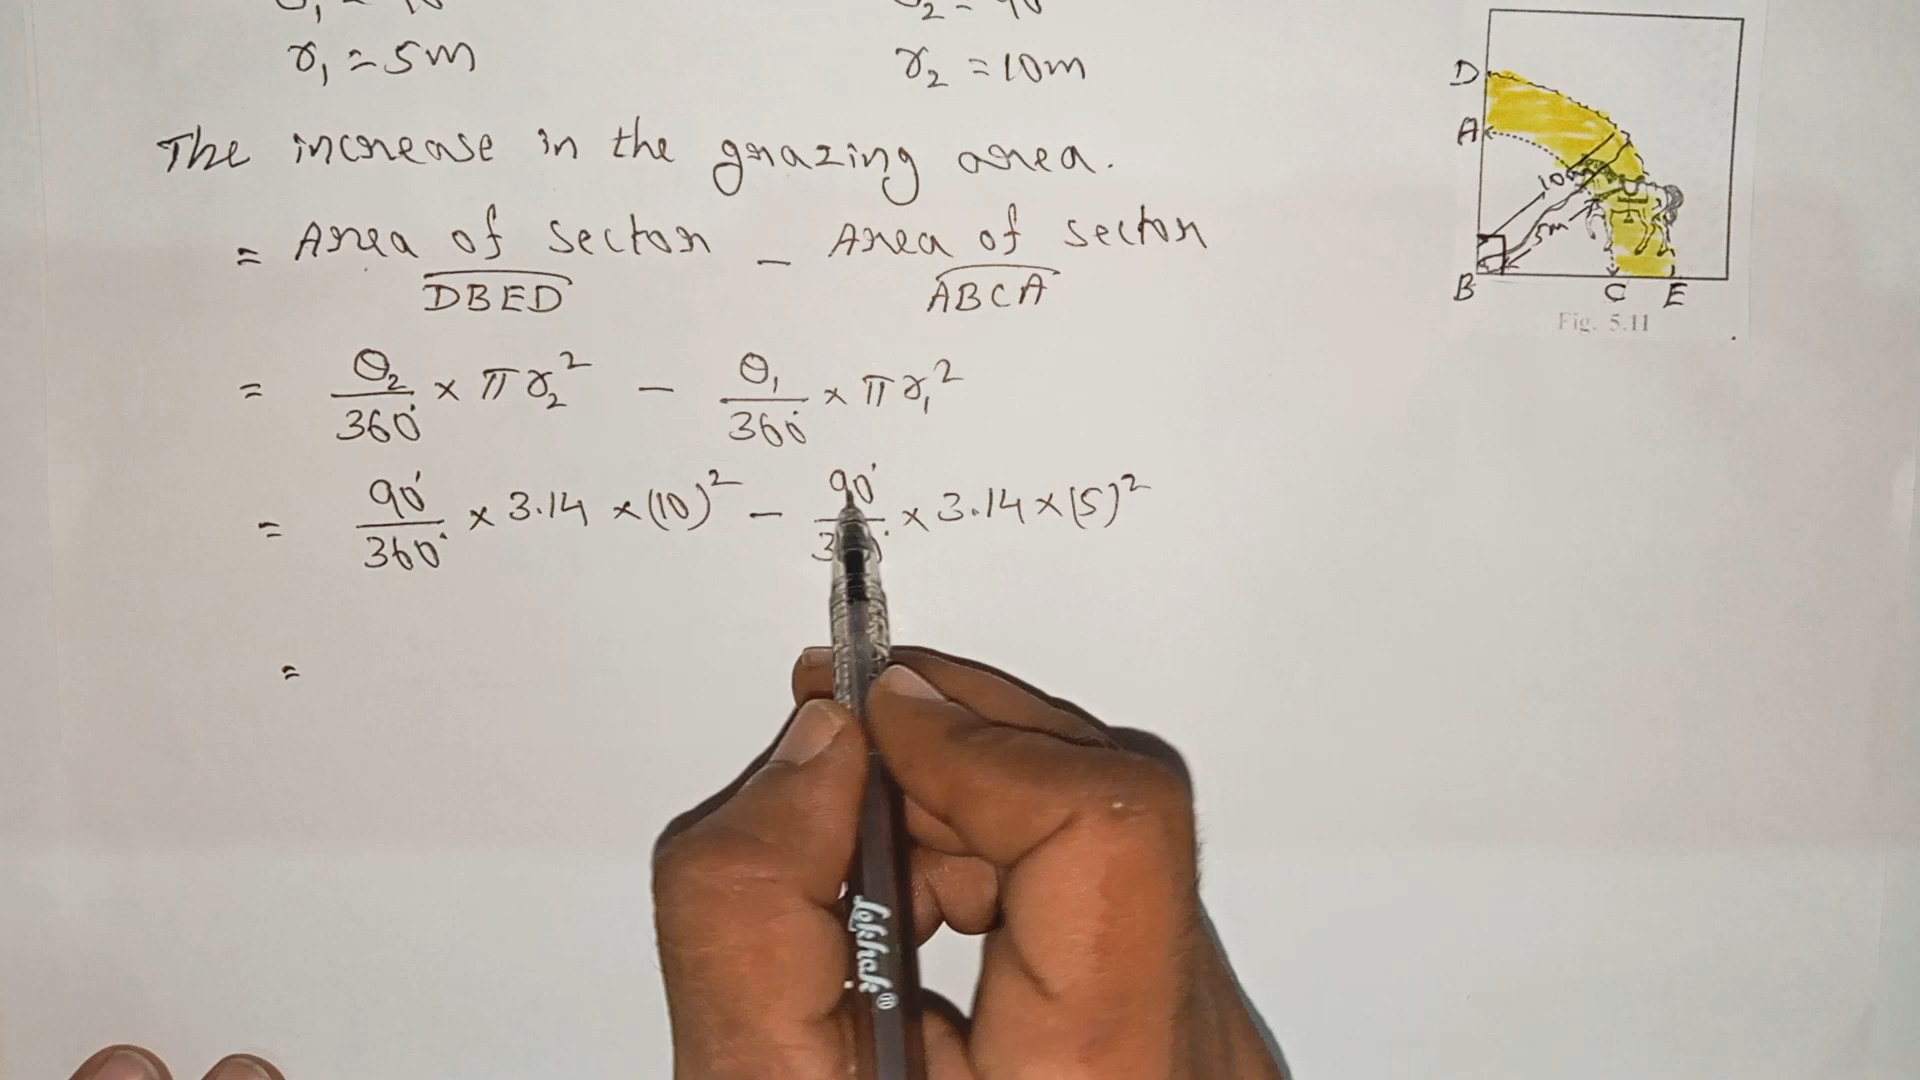 r₁ = 5m
r₂ = 10m
The increase in the grazing area.
= Area of sector DBED - Area of sector ABCA
= θ₂/360° × πr₂² - θ₁/360° × πr₁²
= 90°/360° × 3.14 × (10)² - 90° × 3.14 × (5)²
=
D
A
10
5m
B C E
Fig. 5.11
Lekhak®